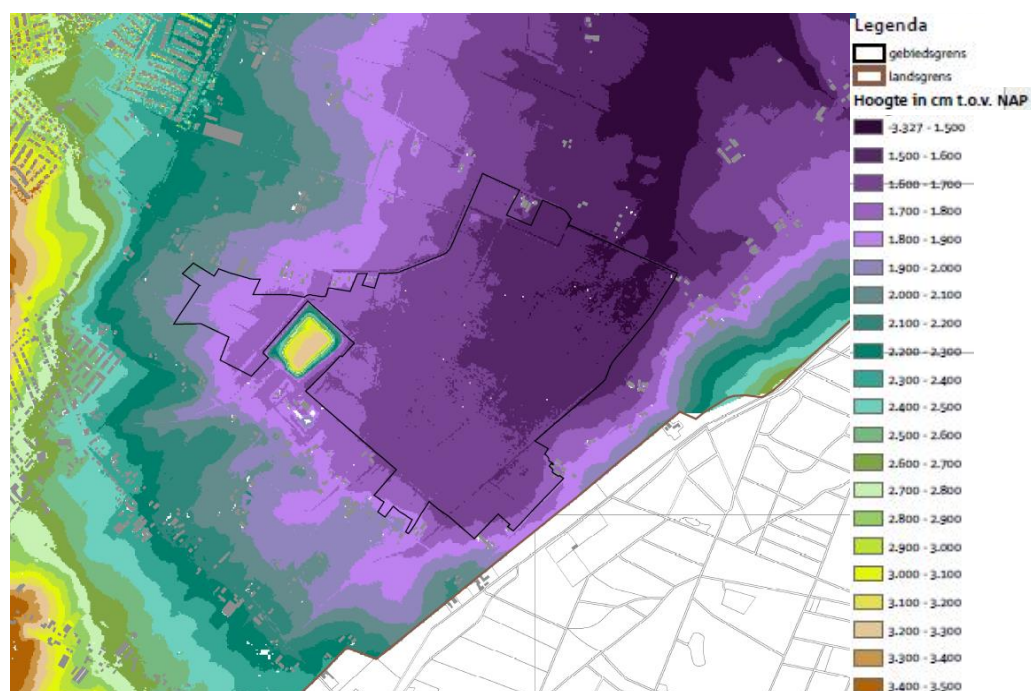 Legenda
gebiedsgrens
landsgrens
Hoogte in cm t.o.v. NAP
-3.327 - 1.500
1.500 - 1.600
1.600 - 1.700
1.700 - 1.800
1.800 - 1.900
1.900 - 2.000
2.000 - 2.100
2.100 - 2.200
2.200 - 2.300
2.300 - 2.400
2.400 - 2.500
2.500 - 2.600
2.600 - 2.700
2.700 - 2.800
2.800 - 2.900
2.900 - 3.000
3.000 - 3.100
3.100 - 3.200
3.200 - 3.300
3.300 - 3.400
3.400 - 3.500